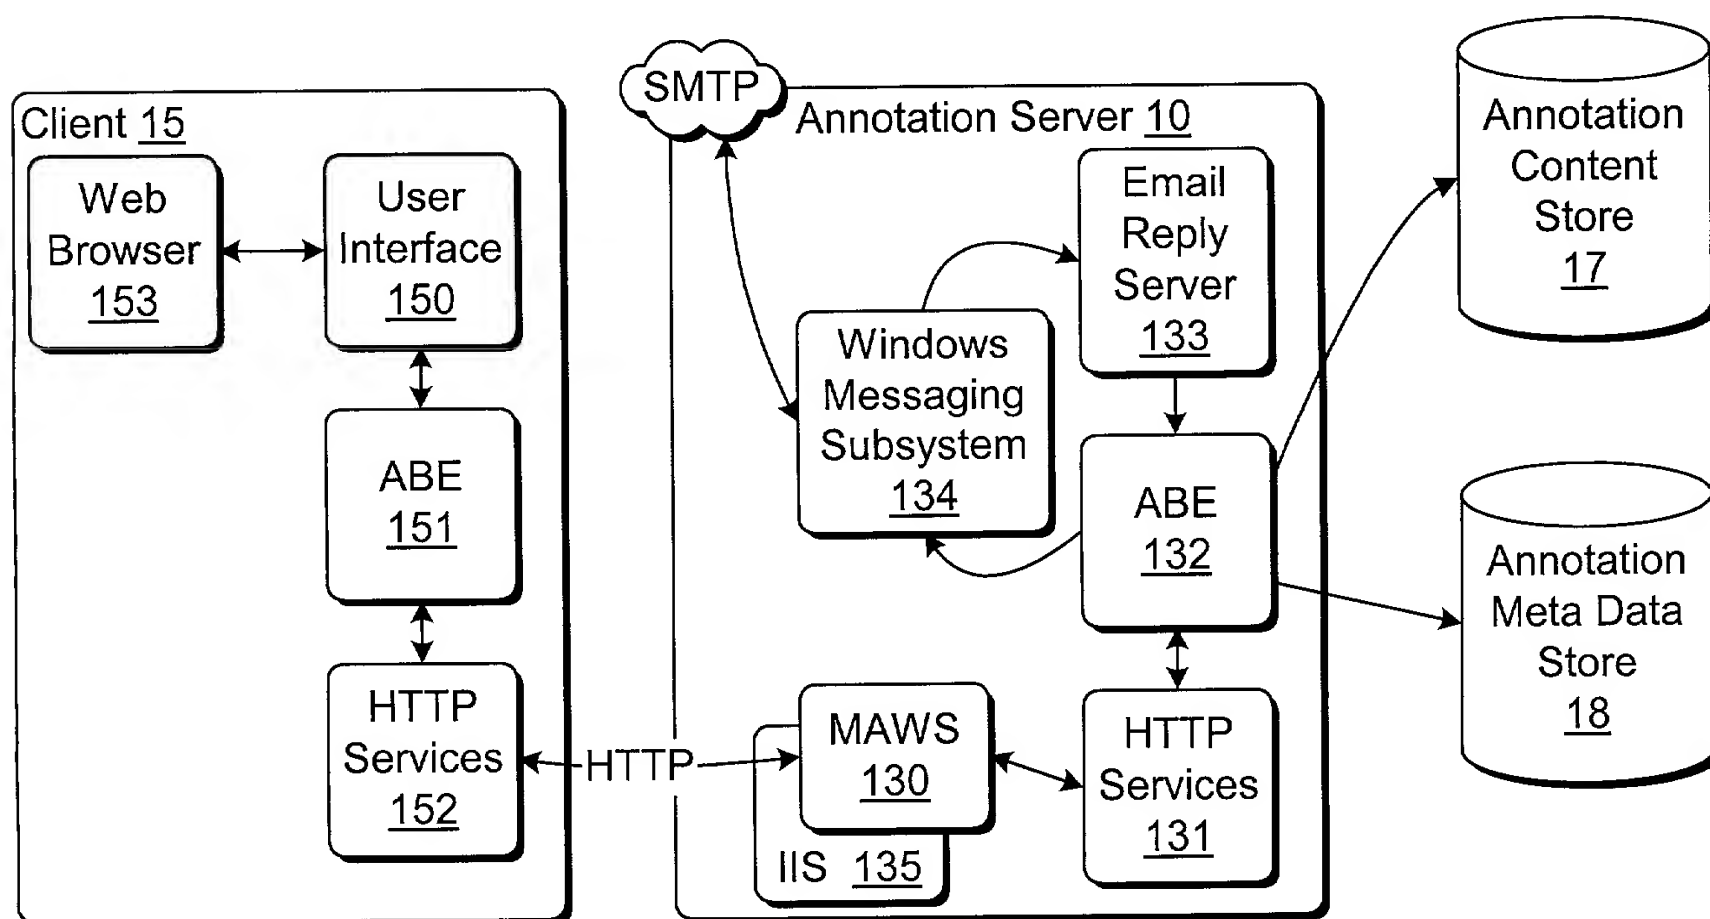 Client 15
Web
Browser
153
User
Interface
150
ABE
151
HTTP
Services
152
HTTP
SMTP
Annotation Server 10
Email
Reply
Server
133
Windows
Messaging
Subsystem
134
ABE
132
MAWS
130
IIS 135
HTTP
Services
131
Annotation
Content
Store
17
Annotation
Meta Data
Store
18